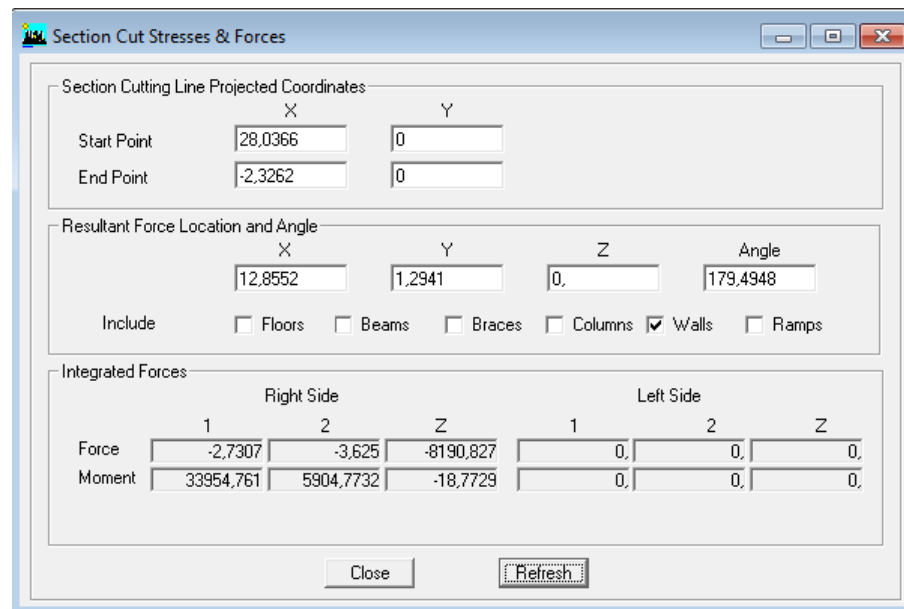 Section Cut Stresses & Forces
Section Cutting Line Projected Coordinates
X Y
Start Point 28,0366 0
End Point -2,3262 0
Resultant Force Location and Angle
X Y Z Angle
12,8552 1,2941 0, 179,4948
Include Floors Beams Braces Columns Walls Ramps
Integrated Forces
Right Side Left Side
1 2 Z 1 2 Z
Force -2,7307 -3,625 -8190,827 0, 0, 0,
Moment 33954,761 5904,7732 -18,7729 0, 0, 0,
Close Refresh